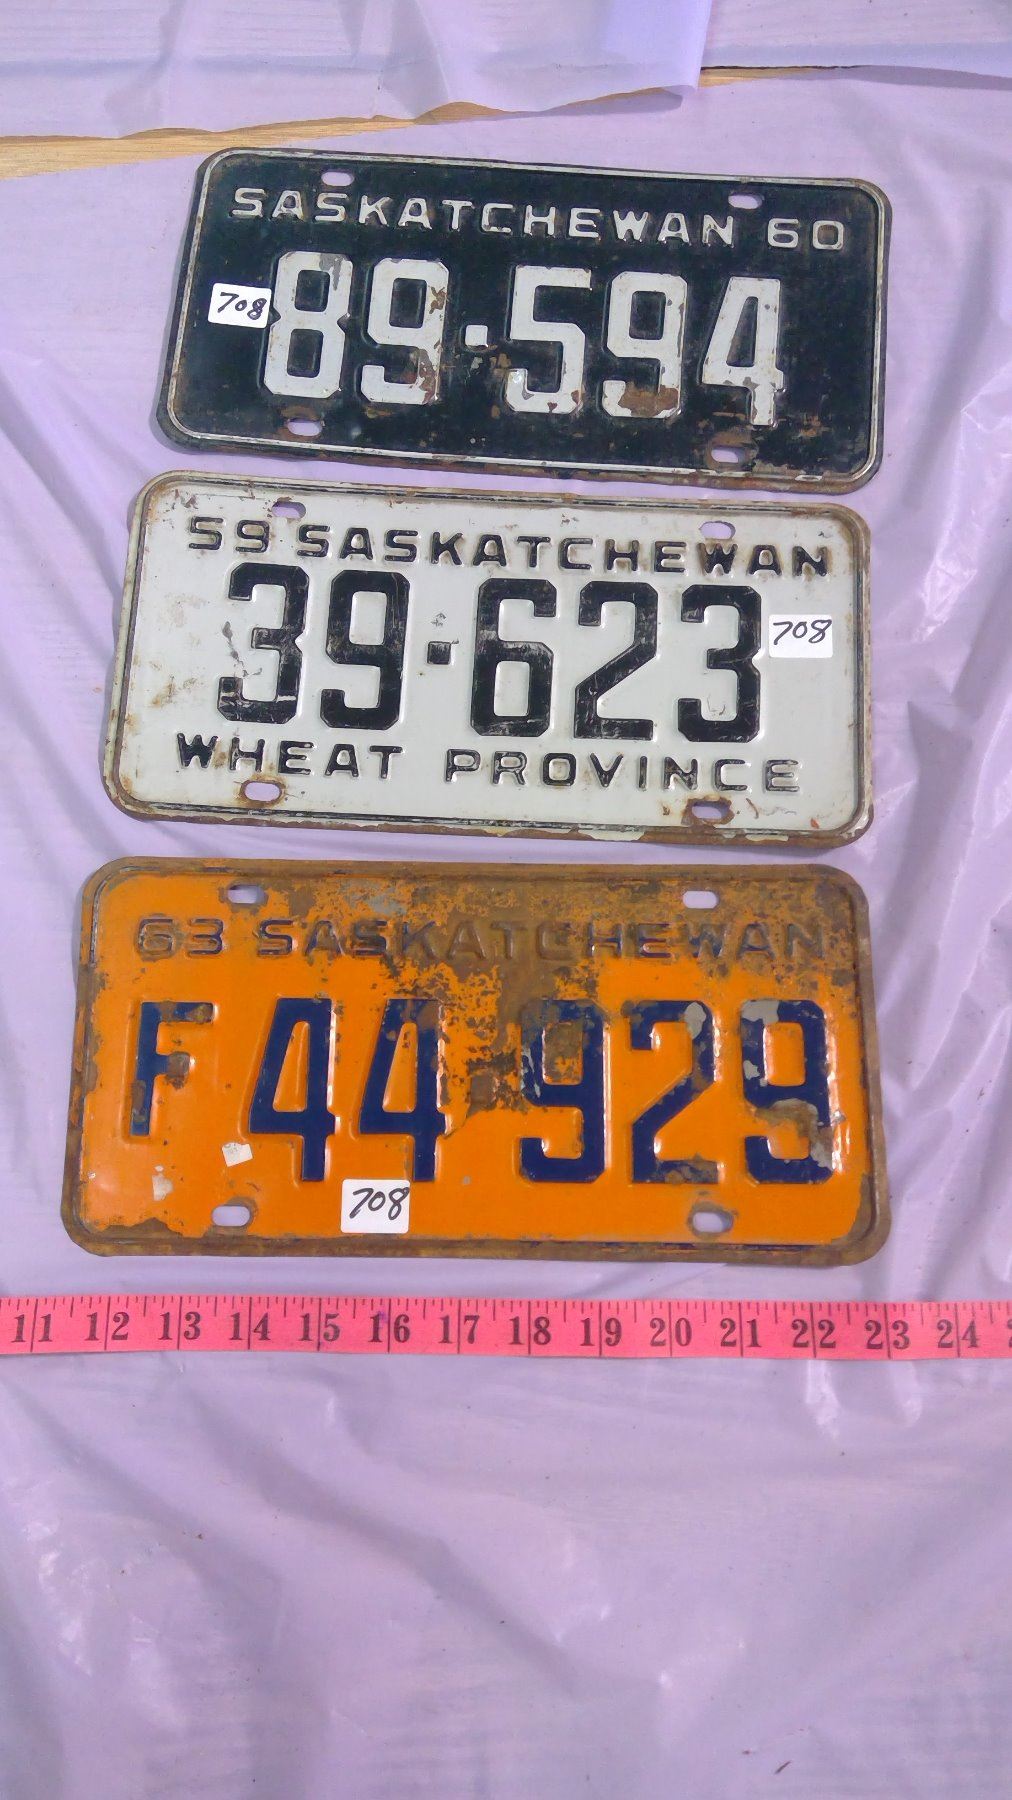 SASKATCHEWAN 60
708
89·594
59 SASKATCHEWAN
39·623
708
WHEAT PROVINCE
63 SASKATCHEWAN
F 44 929
708
11 12 13 14 15 16 17 18 19 20 21 22 23 24